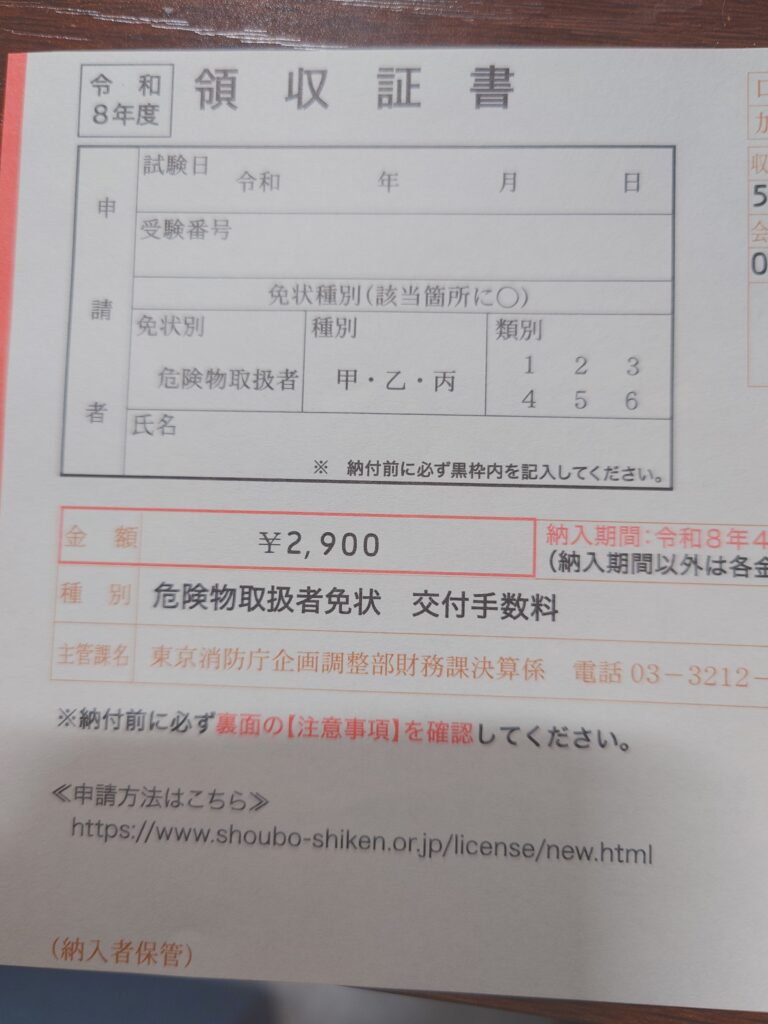 令和
8年度
領収証書
申請者
試験日
令和 年 月 日
受験番号
免状種別(該当箇所に〇)
免状別
種別
類別
危険物取扱者
甲・乙・丙
1 2 3
4 5 6
氏名
※ 納付前に必ず黒枠内を記入してください。
金額
¥2,900
納入期間:令和8年4
(納入期間以外は各金
種別
危険物取扱者免状 交付手数料
主管課名
東京消防庁企画調整部財務課決算係 電話 03-3212-
※納付前に必ず裏面の【注意事項】を確認してください。
≪申請方法はこちら≫
https://www.shoubo-shiken.or.jp/license/new.html
(納入者保管)
口
加
収
5
会
0